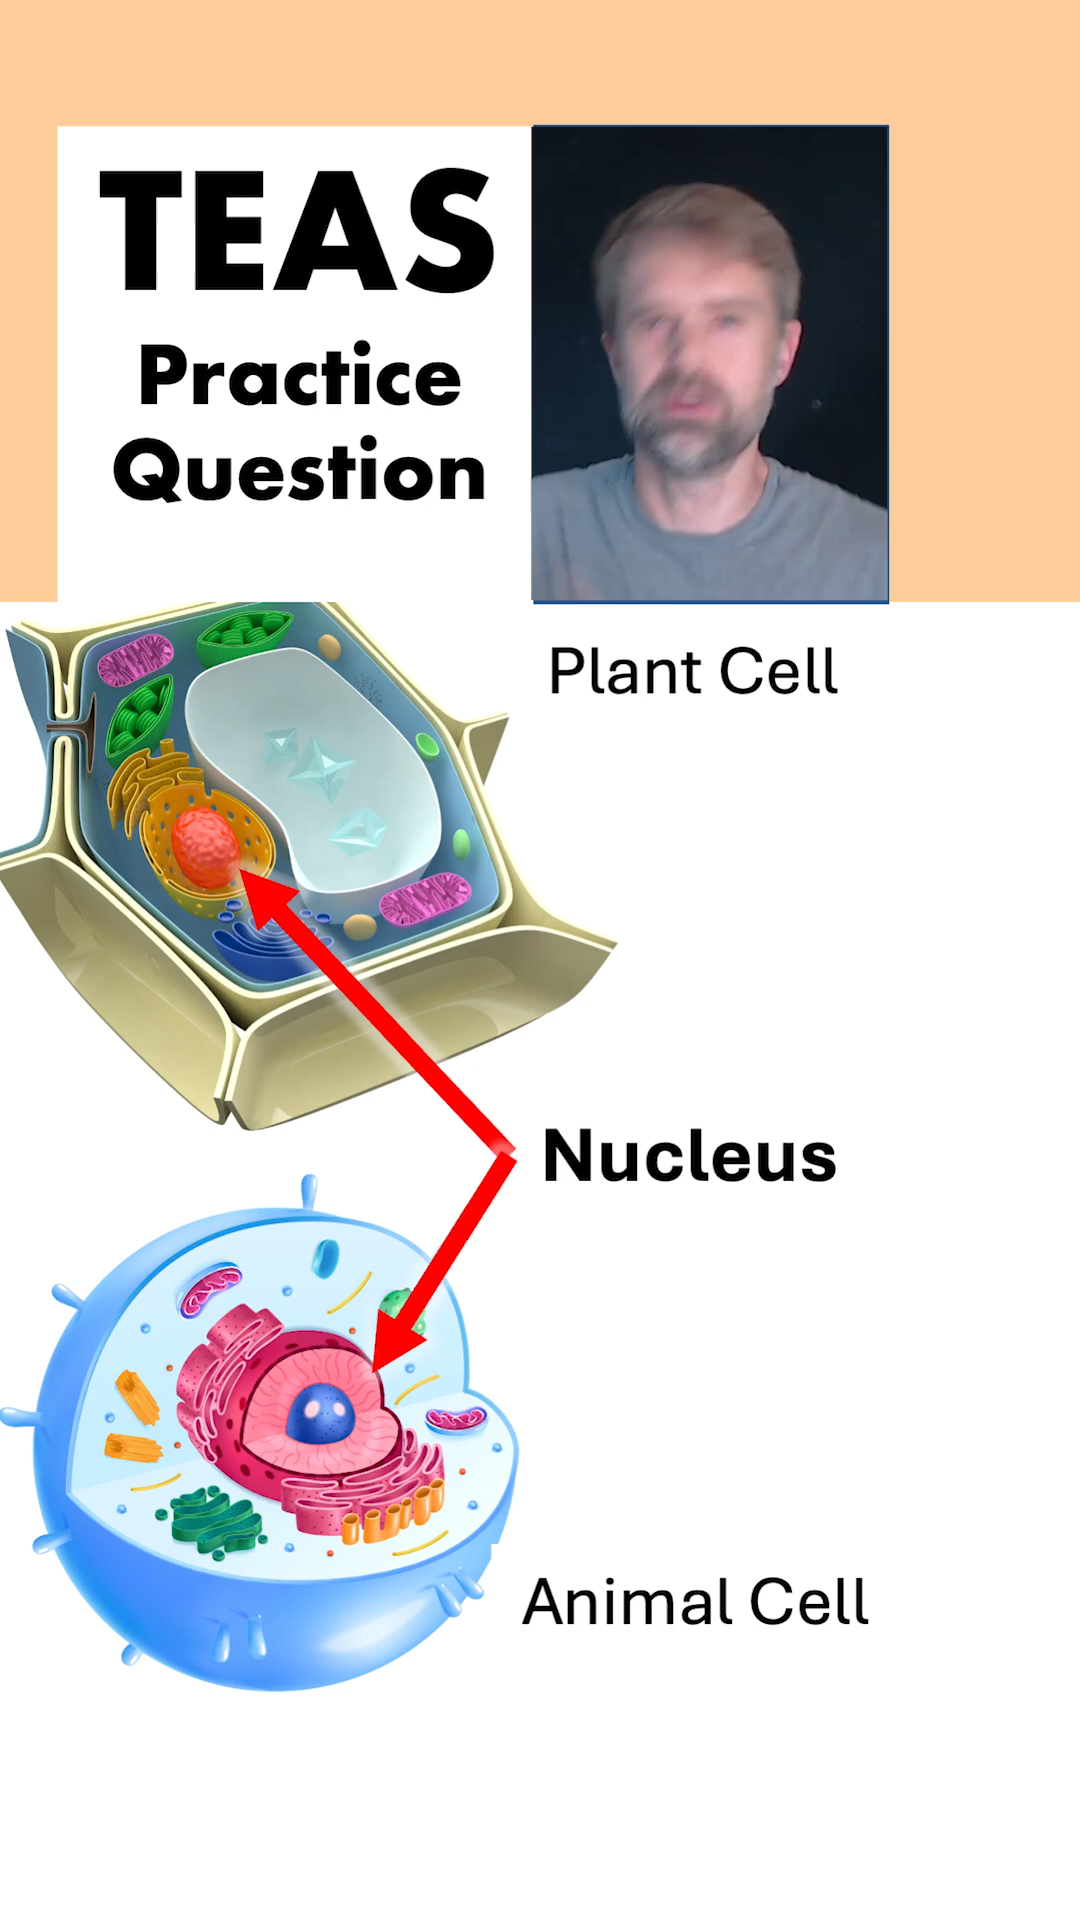 TEAS
Practice
Question
Plant Cell
Nucleus
Animal Cell